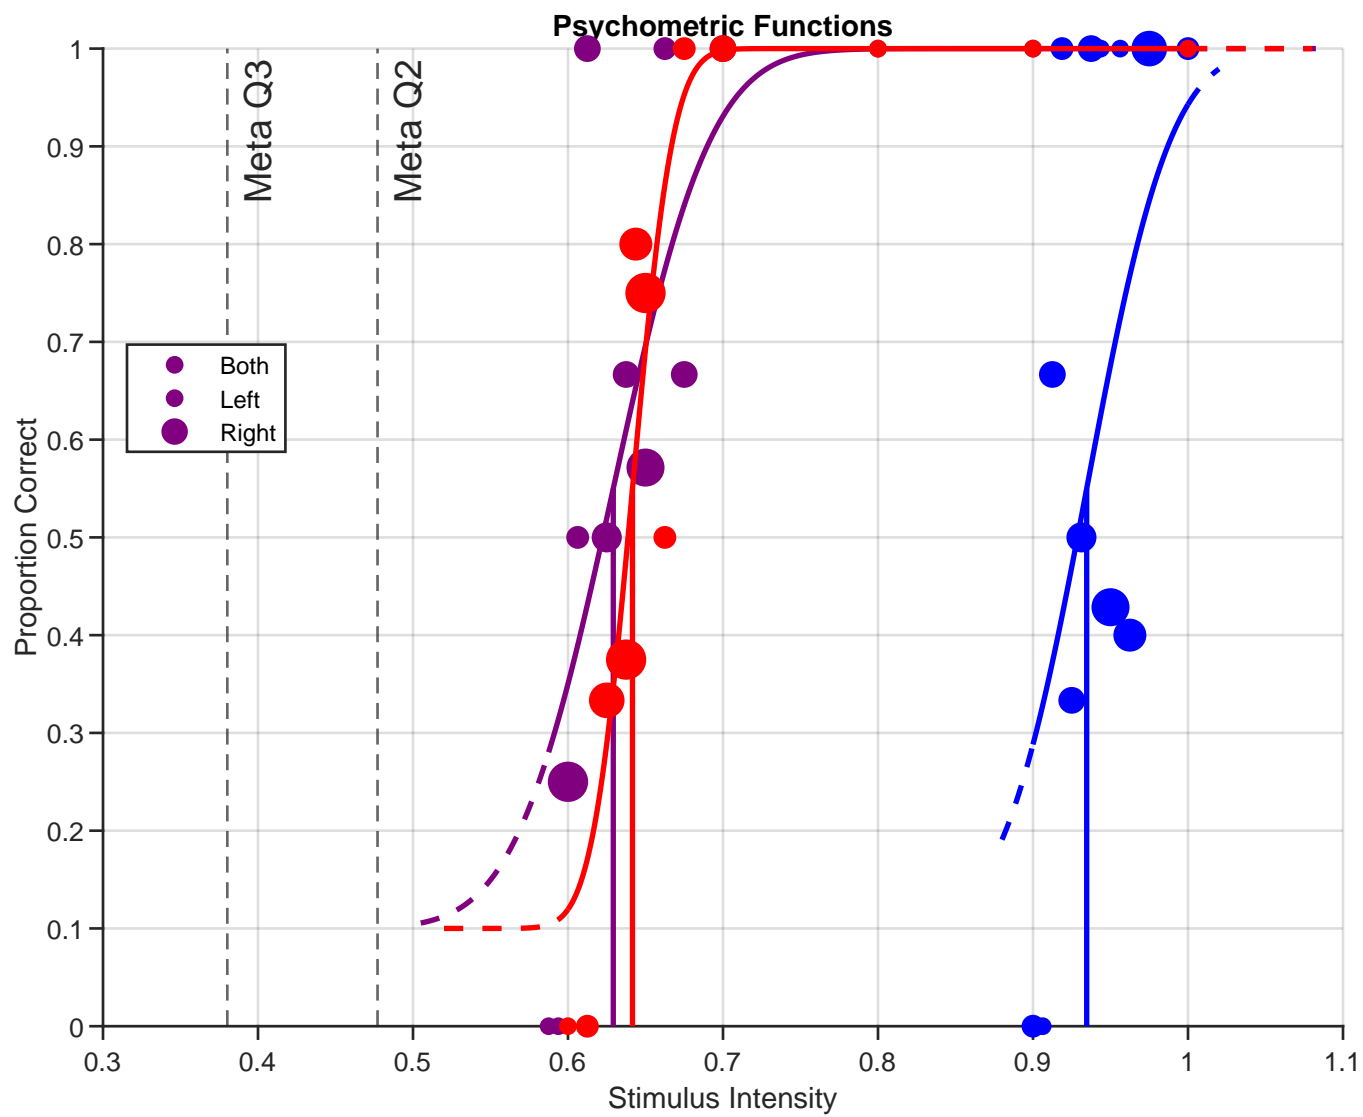 Psychometric Functions
Meta Q3
Meta Q2
Both
Left
Right
Proportion Correct
1
0.9
0.8
0.7
0.6
0.5
0.4
0.3
0.2
0.1
0
0.3 0.4 0.5 0.6 0.7 0.8 0.9 1 1.1
Stimulus Intensity